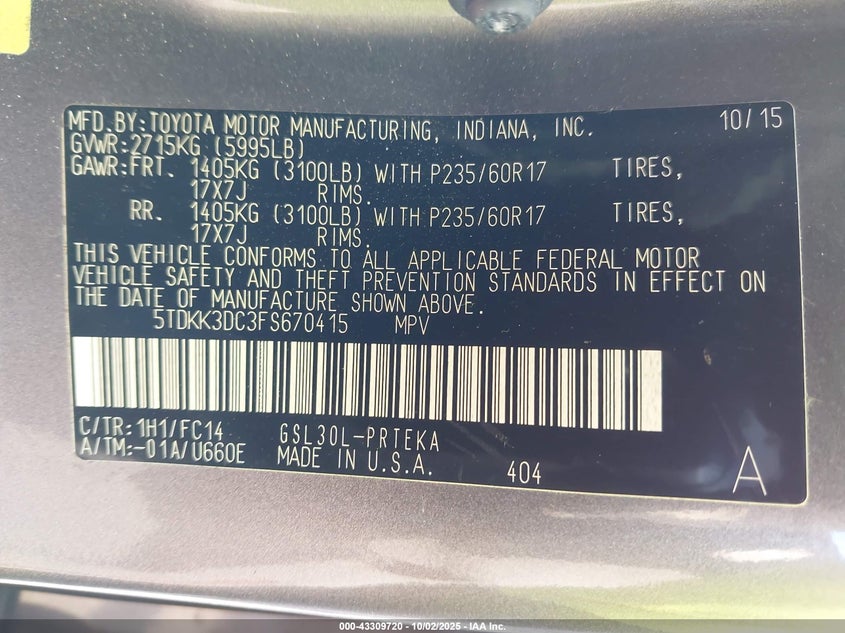 MFD.BY:TOYOTA MOTOR MANUFACTURING, INDIANA, INC. 10/15
GVWR:2715KG (5995LB)
GAWR:FRT. 1405KG (3100LB) WITH P235/60R17 TIRES,
17X7J RIMS.
RR. 1405KG (3100LB) WITH P235/60R17 TIRES,
17X7J RIMS.
THIS VEHICLE CONFORMS TO ALL APPLICABLE FEDERAL MOTOR
VEHICLE SAFETY AND THEFT PREVENTION STANDARDS IN EFFECT ON
THE DATE OF MANUFACTURE SHOWN ABOVE.
5TDKK3DC3FS670415 MPV
C/TR:1H1/FC14 GSL30L-PRTEKA
A/TM:-01A/U660E MADE IN U.S.A. 404 A
000-43309720 - 10/02/2025 - IAA Inc.